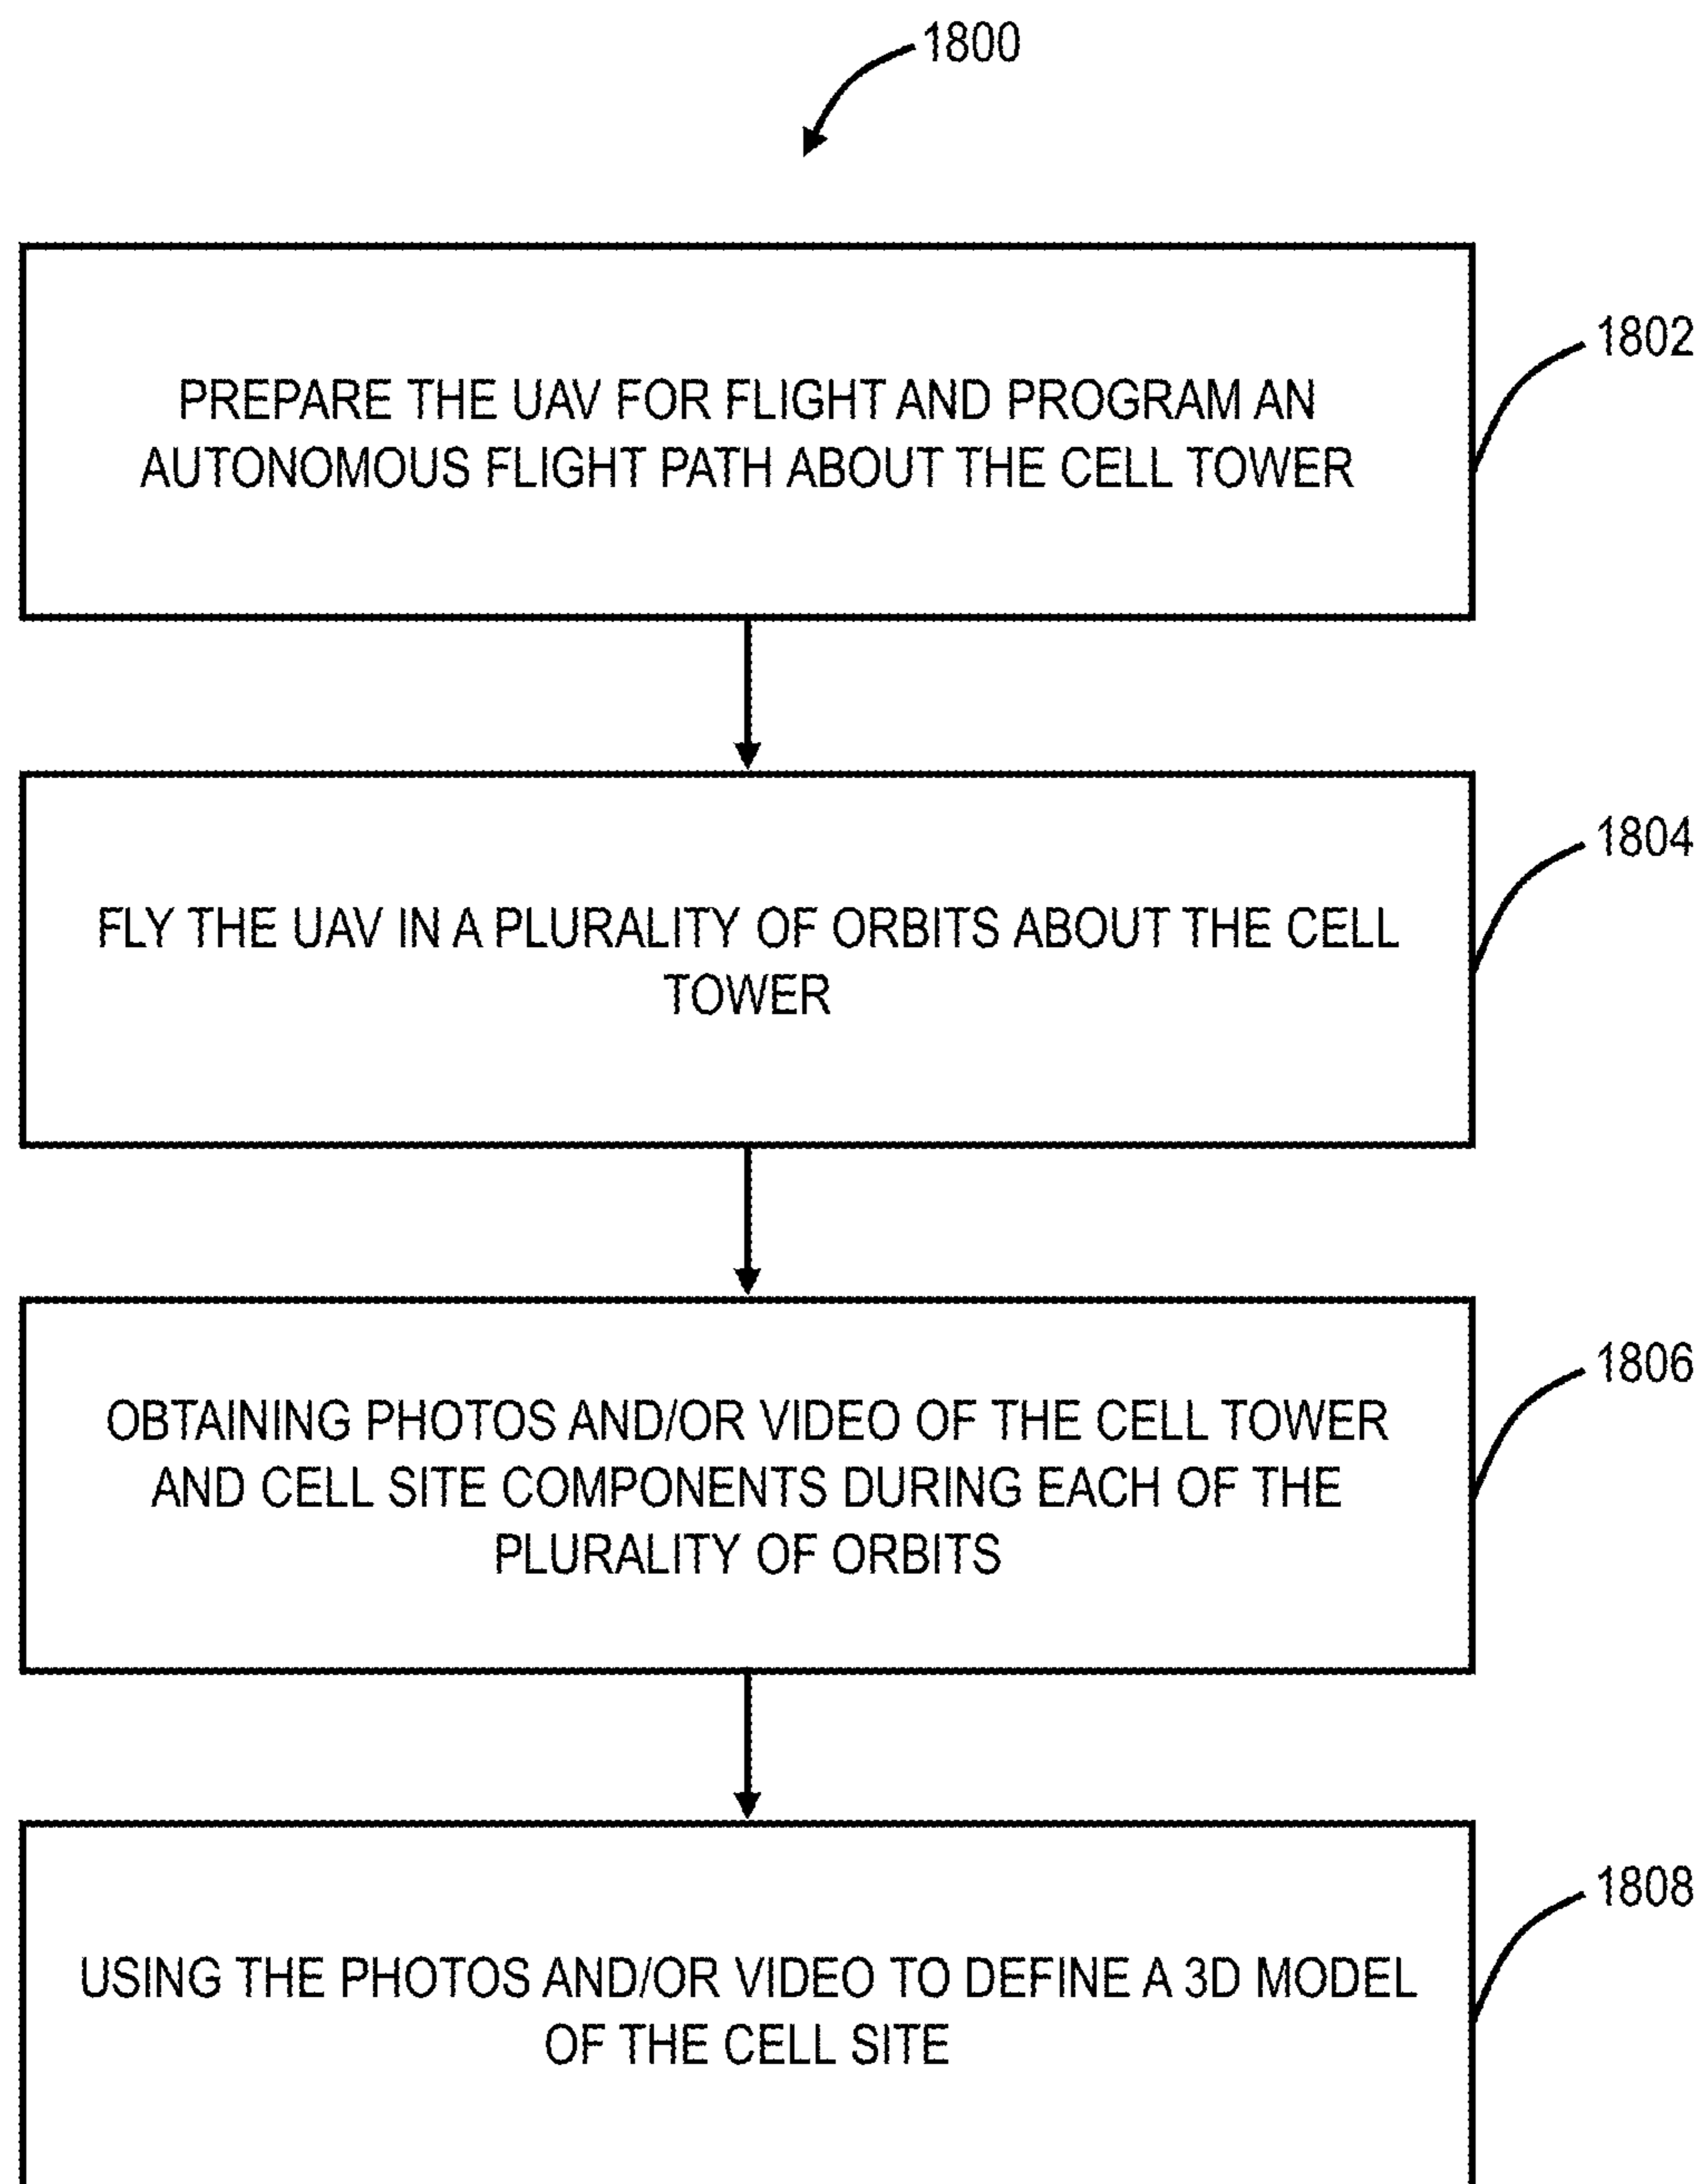 1800
1802
PREPARE THE UAV FOR FLIGHT AND PROGRAM AN
AUTONOMOUS FLIGHT PATH ABOUT THE CELL TOWER
1804
FLY THE UAV IN A PLURALITY OF ORBITS ABOUT THE CELL
TOWER
1806
OBTAINING PHOTOS AND/OR VIDEO OF THE CELL TOWER
AND CELL SITE COMPONENTS DURING EACH OF THE
PLURALITY OF ORBITS
1808
USING THE PHOTOS AND/OR VIDEO TO DEFINE A 3D MODEL
OF THE CELL SITE